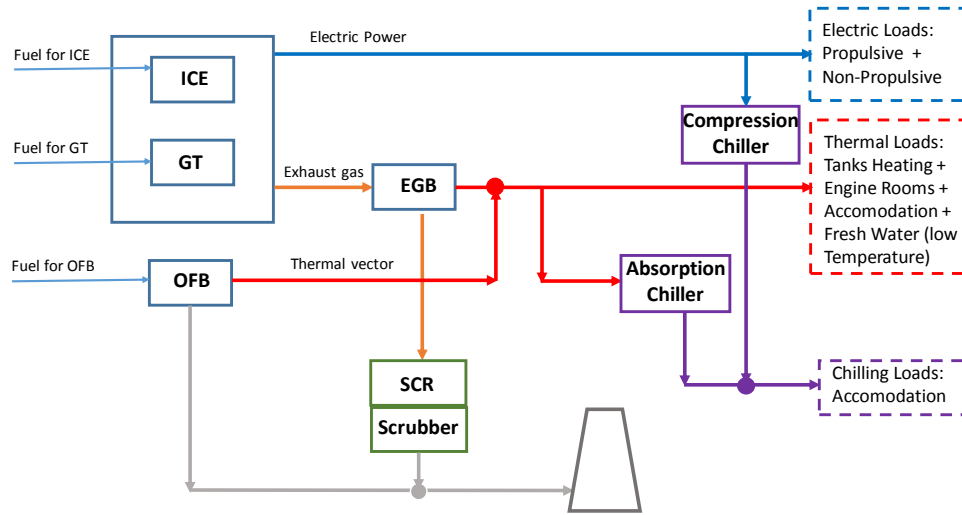 Electric Power
Electric Loads:
Propulsive +
Non-Propulsive
Fuel for ICE
ICE
Compression
Chiller
Fuel for GT
GT
Exhaust gas
EGB
Thermal Loads:
Tanks Heating +
Engine Rooms +
Accomodation +
Fresh Water (low
Temperature)
Fuel for OFB
OFB
Thermal vector
Absorption
Chiller
SCR
Scrubber
Chilling Loads:
Accomodation